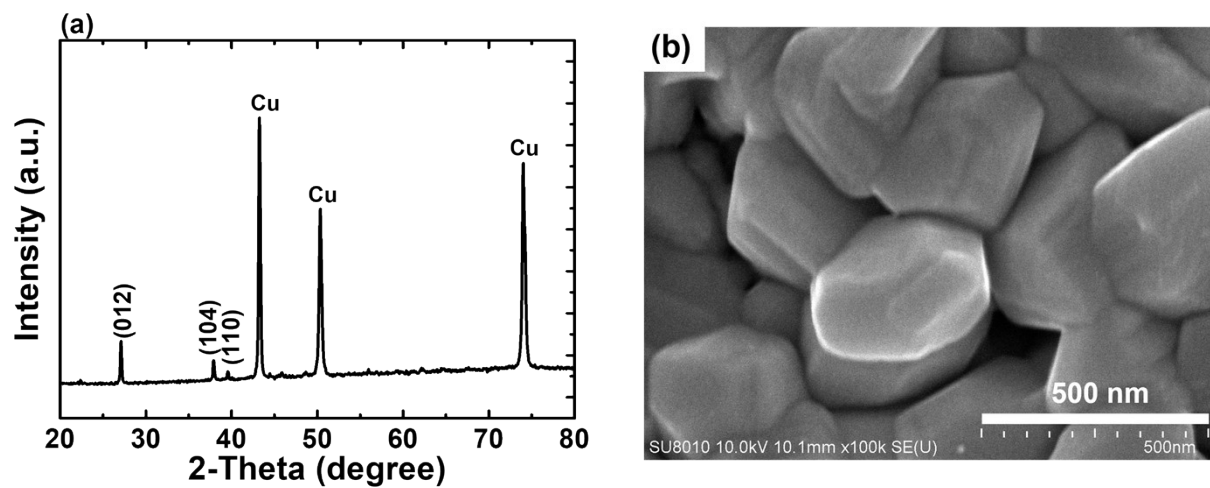 (a)
Cu
Cu
Cu
(012)
(104)
(110)
Intensity (a.u.)
20 30 40 50 60 70 80
2-Theta (degree)
(b)
500 nm
SU8010 10.0kV 10.1mm x100k SE(U)
500nm